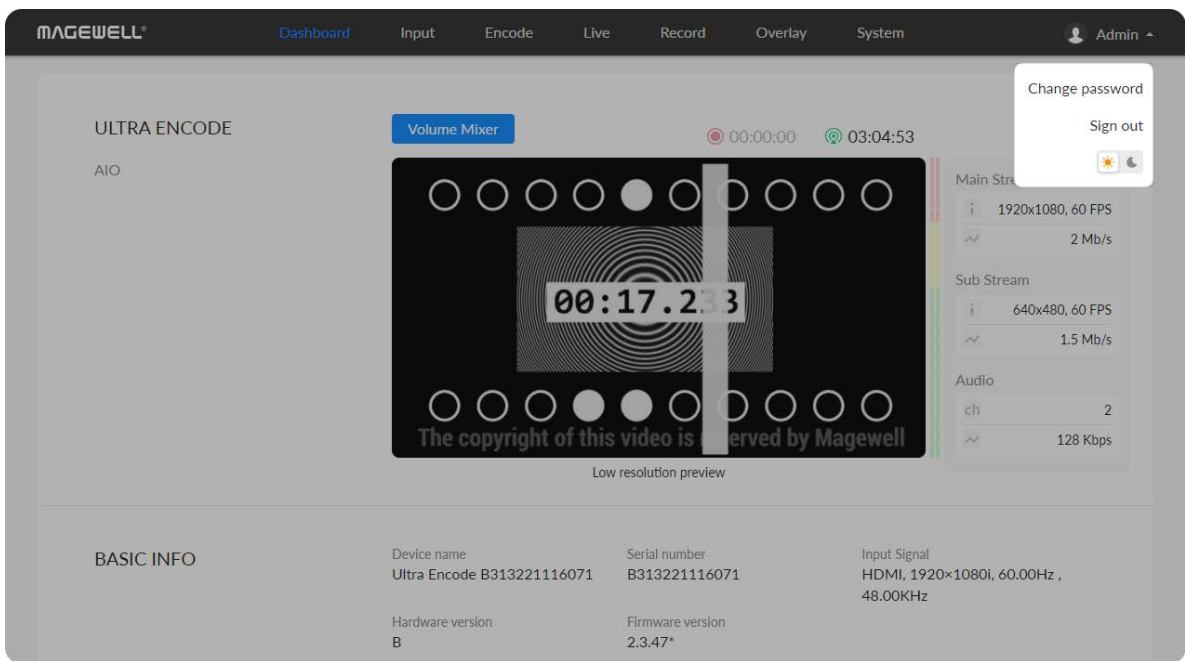 MAGEWELL®
Dashboard Input Encode Live Record Overlay System Admin
Change password
Sign out
ULTRA ENCODE
AIO
Volume Mixer
00:00:00
03:04:53
00:17.233
The copyright of this video is erved by Magewell
Low resolution preview
Main Stre
i 1920x1080, 60 FPS
2 Mb/s
Sub Stream
i 640x480, 60 FPS
1.5 Mb/s
Audio
ch 2
128 Kbps
BASIC INFO
Device name
Ultra Encode B313221116071
Serial number
B313221116071
Input Signal
HDMI, 1920×1080i, 60.00Hz ,
48.00KHz
Hardware version
B
Firmware version
2.3.47*